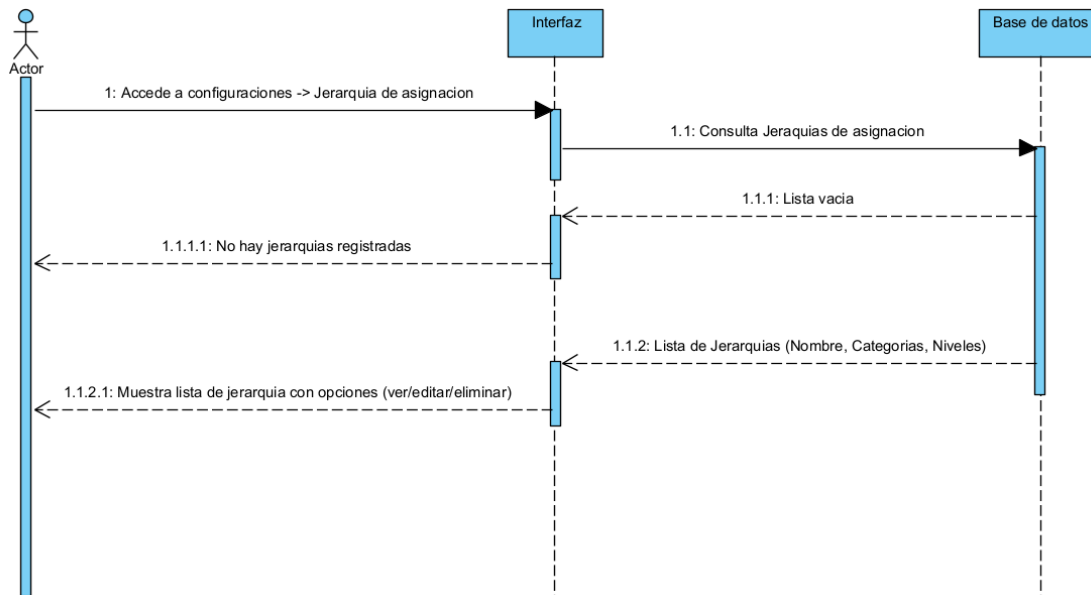 Interfaz
Base de datos
Actor
1: Accede a configuraciones -> Jerarquia de asignacion
1.1: Consulta Jeraquias de asignacion
1.1.1: Lista vacia
1.1.1.1: No hay jerarquias registradas
1.1.2: Lista de Jerarquias (Nombre, Categorias, Niveles)
1.1.2.1: Muestra lista de jerarquia con opciones (ver/editar/eliminar)